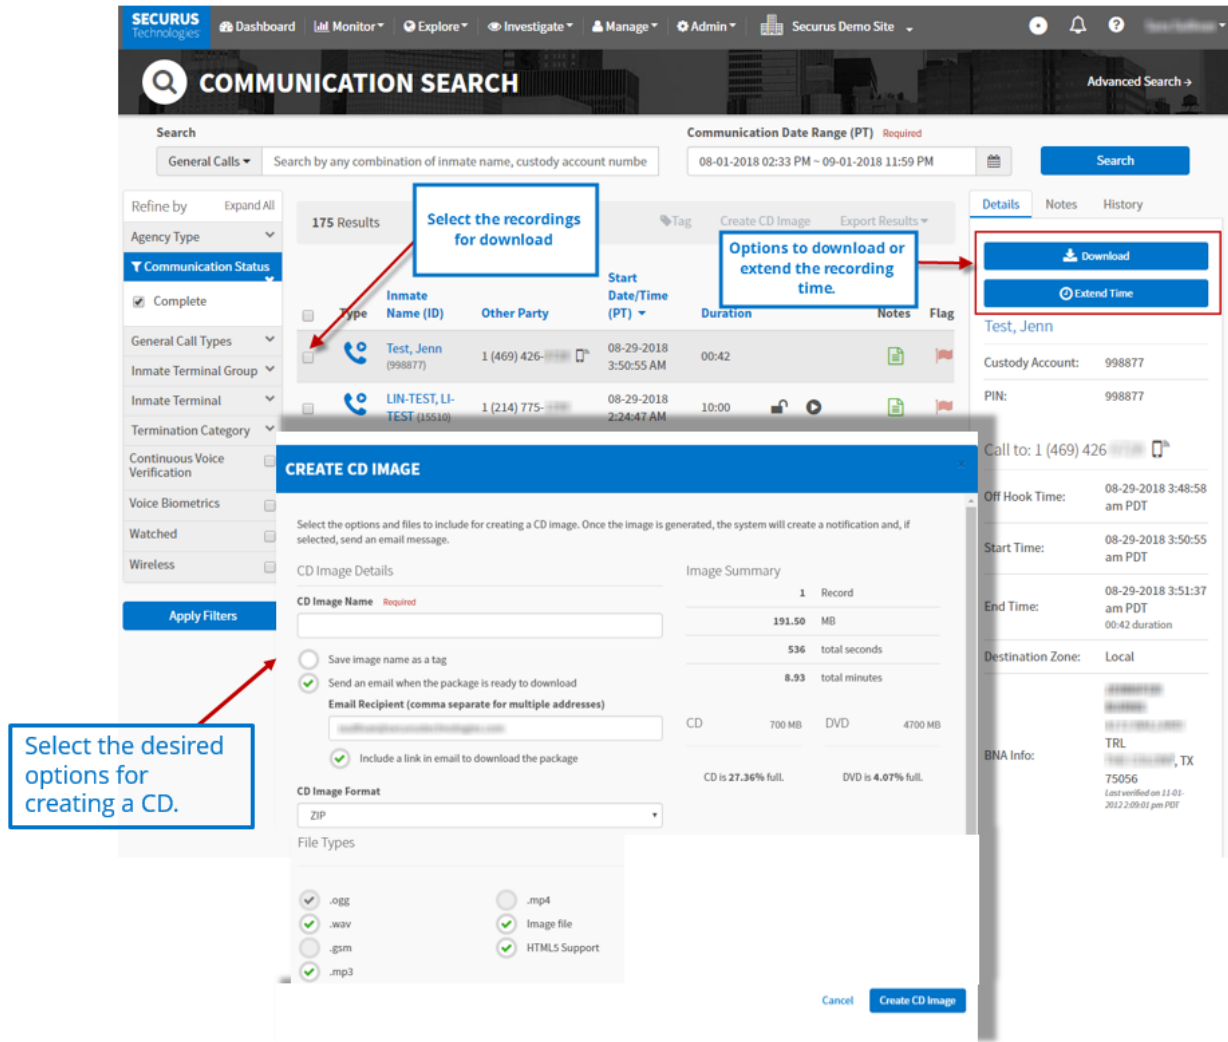 SECURUS
Technologies
Dashboard
Monitor
Explore
Investigate
Manage
Admin
Securus Demo Site
COMMUNICATION SEARCH
Advanced Search →
Search
Communication Date Range (PT) Required
General Calls
Search by any combination of inmate name, custody account numbe
08-01-2018 02:33 PM ~ 09-01-2018 11:59 PM
Search
Refine by
Expand All
Agency Type
Communication Status
Complete
General Call Types
Inmate Terminal Group
Inmate Terminal
Termination Category
Continuous Voice
Verification
Voice Biometrics
Watched
Wireless
Apply Filters
175 Results
Tag
Create CD Image
Export Results
Select the recordings
for download
Options to download or
extend the recording
time.
Type
Inmate
Name (ID)
Other Party
Start
Date/Time
(PT)
Duration
Notes
Flag
Test, Jenn
(998877)
1 (469) 426-
08-29-2018
3:50:55 AM
00:42
LIN-TEST, LI-
TEST (15510)
1 (214) 775-
08-29-2018
2:24:47 AM
10:00
Details
Notes
History
Download
Extend Time
Test, Jenn
Custody Account:
998877
PIN:
998877
Call to: 1 (469) 426
Off Hook Time:
08-29-2018 3:48:58
am PDT
Start Time:
08-29-2018 3:50:55
am PDT
End Time:
08-29-2018 3:51:37
am PDT
00:42 duration
Destination Zone:
Local
BNA Info:
TRL
, TX
75056
Last verified on 11-01-
2012 2:09:01 pm PDT
CREATE CD IMAGE
x
Select the options and files to include for creating a CD image. Once the image is generated, the system will create a notification and, if
selected, send an email message.
CD Image Details
CD Image Name Required
Save image name as a tag
Send an email when the package is ready to download
Email Recipient (comma separate for multiple addresses)
Include a link in email to download the package
CD Image Format
ZIP
File Types
.ogg
.wav
.gsm
.mp3
.mp4
Image file
HTML5 Support
Image Summary
1 Record
191.50 MB
536 total seconds
8.93 total minutes
CD 700 MB
DVD 4700 MB
CD is 27.36% full.
DVD is 4.07% full.
Cancel
Create CD Image
Select the desired
options for
creating a CD.